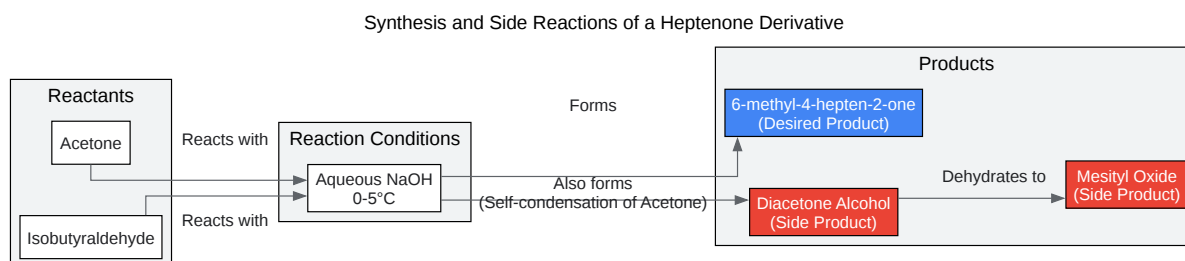 Synthesis and Side Reactions of a Heptenone Derivative
Reactants
Acetone
Isobutyraldehyde
Reacts with
Reacts with
Reaction Conditions
Aqueous NaOH
0-5°C
Forms
Also forms
(Self-condensation of Acetone)
Products
6-methyl-4-hepten-2-one
(Desired Product)
Diacetone Alcohol
(Side Product)
Dehydrates to
Mesityl Oxide
(Side Product)